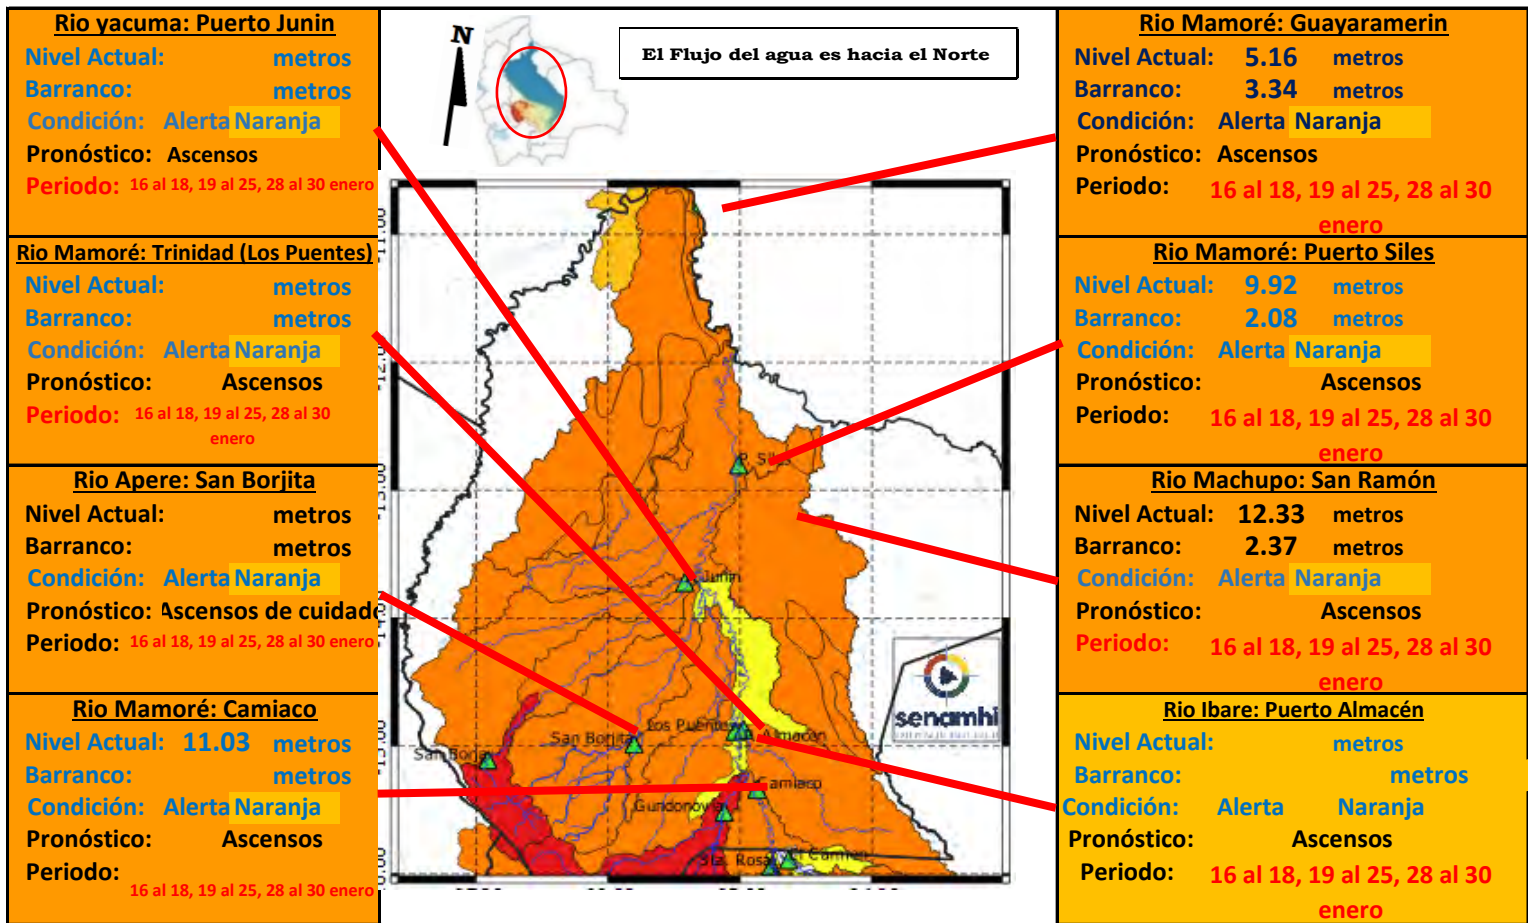 Rio yacuma: Puerto Junin
Nivel Actual: metros
Barranco: metros
Condición: Alerta Naranja
Pronóstico: Ascensos
Periodo: 16 al 18, 19 al 25, 28 al 30 enero
Rio Mamoré: Trinidad (Los Puentes)
Nivel Actual: metros
Barranco: metros
Condición: Alerta Naranja
Pronóstico: Ascensos
Periodo: 16 al 18, 19 al 25, 28 al 30
enero
Rio Apere: San Borjita
Nivel Actual: metros
Barranco: metros
Condición: Alerta Naranja
Pronóstico: Ascensos de cuidado
Periodo: 16 al 18, 19 al 25, 28 al 30 enero
Rio Mamoré: Camiaco
Nivel Actual: 11.03 metros
Barranco: metros
Condición: Alerta Naranja
Pronóstico: Ascensos
Periodo:
16 al 18, 19 al 25, 28 al 30 enero
N
El Flujo del agua es hacia el Norte
P. Siles
Junin
Los Puentes
P. Almacén
San Borjita
San Borja
Camiaco
Gundonovia
Sta. Rosa
El Carmen
senamhi
Rio Mamoré: Guayaramerin
Nivel Actual: 5.16 metros
Barranco: 3.34 metros
Condición: Alerta Naranja
Pronóstico: Ascensos
Periodo: 16 al 18, 19 al 25, 28 al 30
enero
Rio Mamoré: Puerto Siles
Nivel Actual: 9.92 metros
Barranco: 2.08 metros
Condición: Alerta Naranja
Pronóstico: Ascensos
Periodo: 16 al 18, 19 al 25, 28 al 30
enero
Rio Machupo: San Ramón
Nivel Actual: 12.33 metros
Barranco: 2.37 metros
Condición: Alerta Naranja
Pronóstico: Ascensos
Periodo: 16 al 18, 19 al 25, 28 al 30
enero
Rio Ibare: Puerto Almacén
Nivel Actual: metros
Barranco: metros
Condición: Alerta Naranja
Pronóstico: Ascensos
Periodo: 16 al 18, 19 al 25, 28 al 30
enero